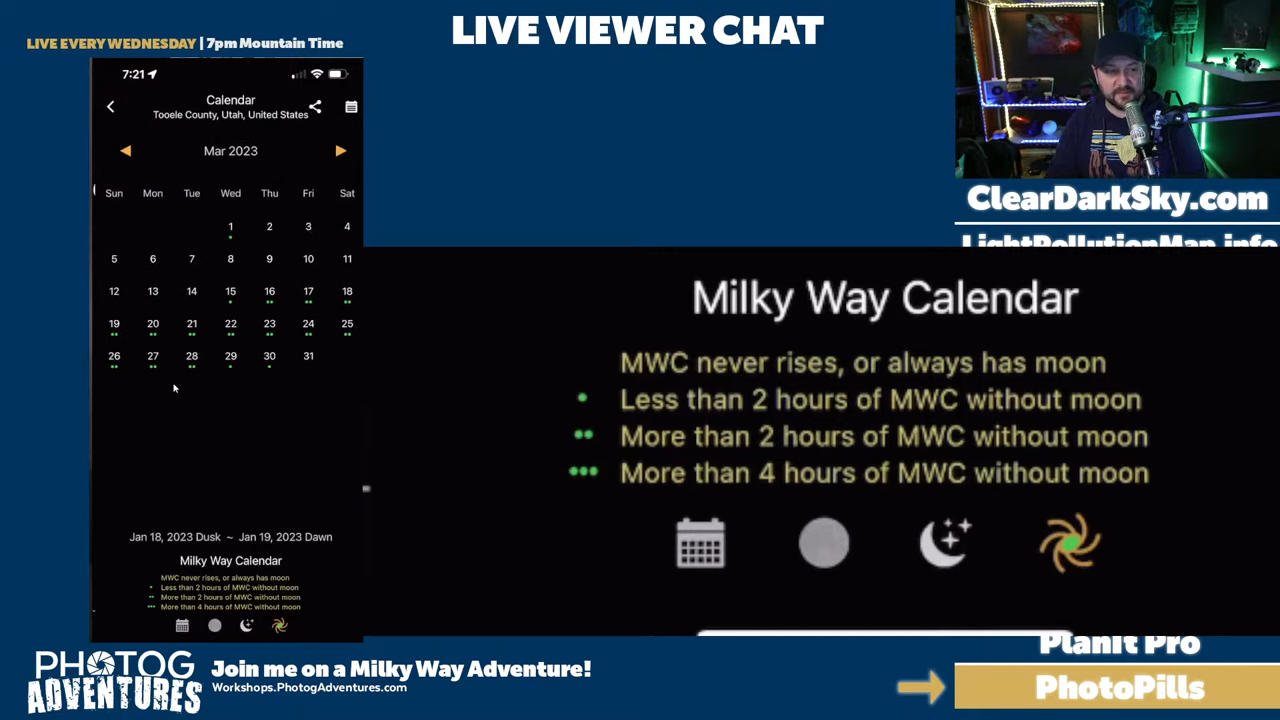 LIVE EVERY WEDNESDAY | 7pm Mountain Time
LIVE VIEWER CHAT
7:21
Calendar
Tooele County, Utah, United States
Mar 2023
Sun Mon Tue Wed Thu Fri Sat
1 2 3 4
5 6 7 8 9 10 11
12 13 14 15 16 17 18
19 20 21 22 23 24 25
26 27 28 29 30 31
Jan 18, 2023 Dusk ~ Jan 19, 2023 Dawn
Milky Way Calendar
MWC never rises, or always has moon
Less than 2 hours of MWC without moon
More than 2 hours of MWC without moon
More than 4 hours of MWC without moon
Milky Way Calendar
MWC never rises, or always has moon
Less than 2 hours of MWC without moon
More than 2 hours of MWC without moon
More than 4 hours of MWC without moon
ClearDarkSky.com
LightPollutionMap.info
PlanIt Pro
PhotoPills
PHOTOG
ADVENTURES
Join me on a Milky Way Adventure!
Workshops.PhotogAdventures.com